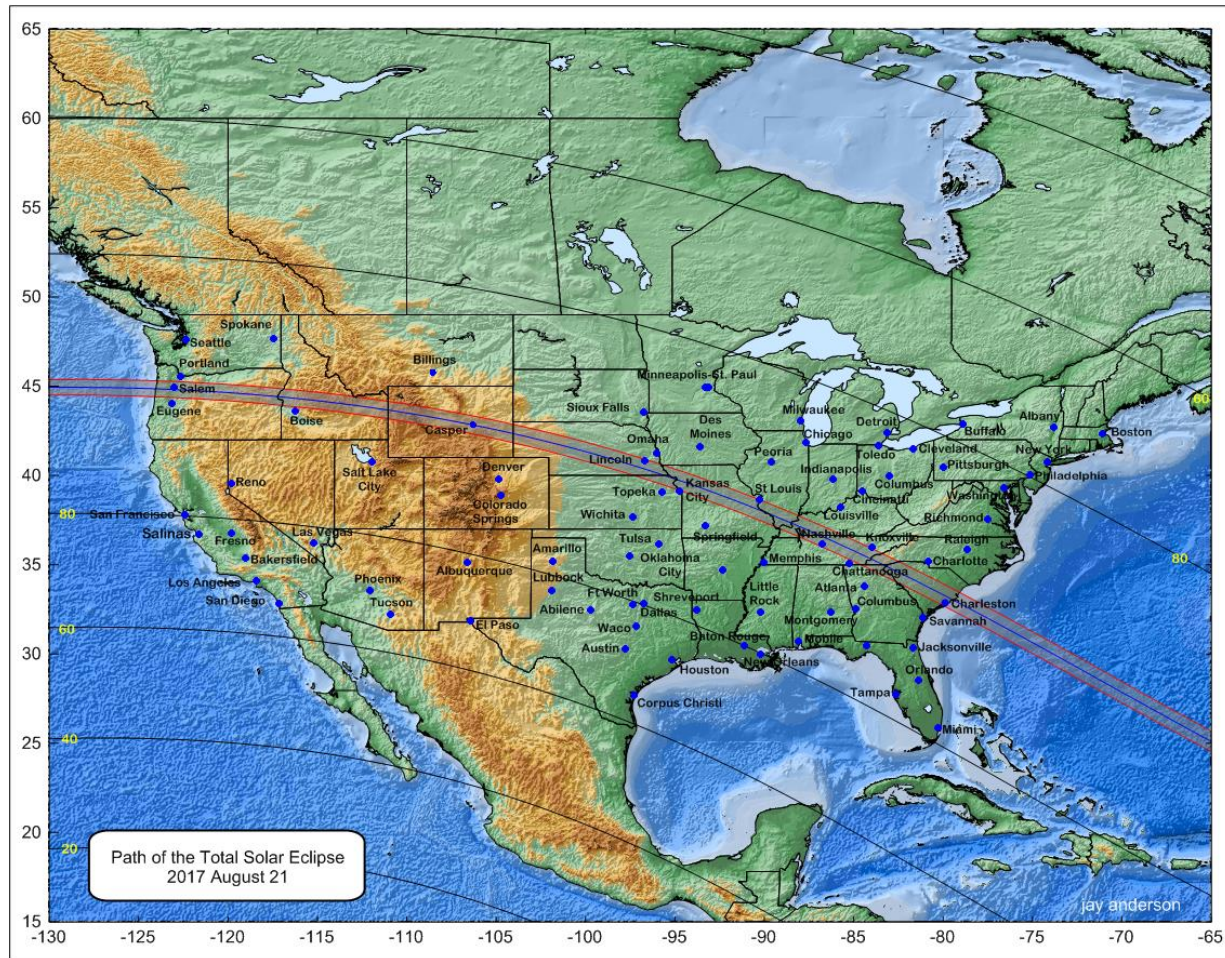 65
60
55
50
45
40
35
30
25
20
15
-130
-125
-120
-115
-110
-105
-100
-95
-90
-85
-80
-75
-70
-65
80
60
40
20
60
80
Spokane
Seattle
Portland
Salem
Eugene
Boise
Billings
Casper
Minneapolis-St. Paul
Sioux Falls
Des
Moines
Omaha
Lincoln
Milwaukee
Chicago
Detroit
Toledo
Cleveland
Buffalo
Albany
Boston
New York
Philadelphia
Pittsburgh
Washington
Richmond
Raleigh
Charlotte
Peoria
Indianapolis
Columbus
Cincinatti
Louisville
St Louis
Kansas
City
Topeka
Wichita
Springfield
Nashville
Knoxville
Chattanooga
Memphis
Tulsa
Oklahoma
City
Little
Rock
Atlanta
Columbus
Montgomery
Mobile
Charleston
Savannah
Jacksonville
Orlando
Tampa
Miami
Reno
Salt Lake
City
Denver
Colorado
Springs
San Francisco
Salinas
Fresno
Bakersfield
Las Vegas
Los Angeles
San Diego
Phoenix
Tucson
Albuquerque
El Paso
Amarillo
Lubbock
Abilene
Ft Worth
Dallas
Shreveport
Waco
Austin
Houston
Corpus Christi
Baton Rouge
New Orleans
Path of the Total Solar Eclipse
2017 August 21
jay anderson